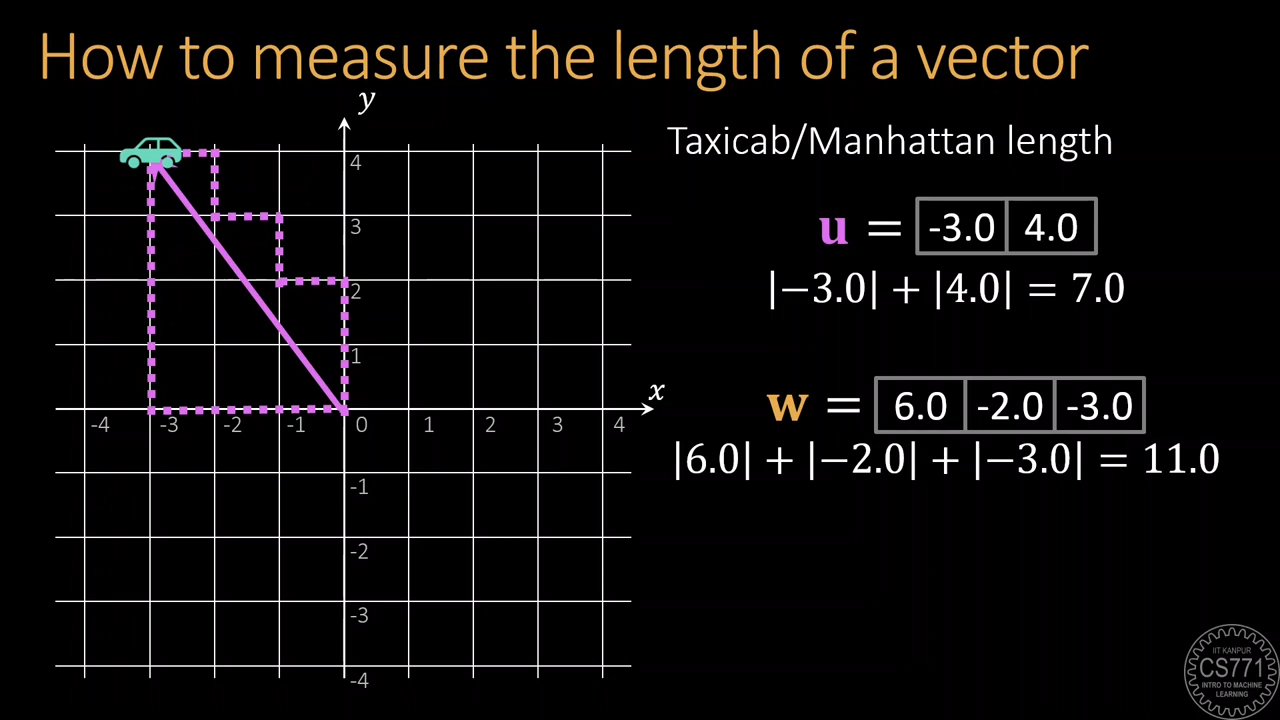 How to measure the length of a vector
y
Taxicab/Manhattan length
4
3
u = -3.0 4.0
|−3.0| + |4.0| = 7.0
2
1
x
w = 6.0 -2.0 -3.0
-4 -3 -2 -1 0 1 2 3 4
|6.0| + |−2.0| + |−3.0| = 11.0
-1
-2
-3
-4
IIT KANPUR
CS771
INTRO TO MACHINE
LEARNING